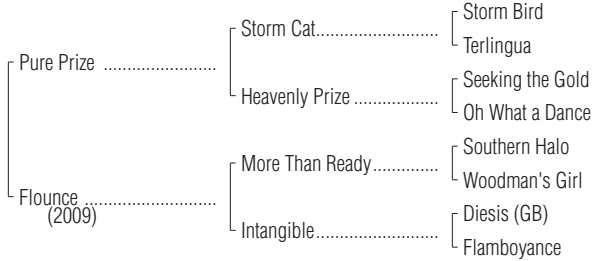 Storm Bird
Storm Cat..............................
Terlingua
Pure Prize ............................
Seeking the Gold
Heavenly Prize .....................
Oh What a Dance
Southern Halo
More Than Ready................
Woodman's Girl
Flounce .................................
(2009)
Diesis (GB)
Intangible..............................
Flamboyance